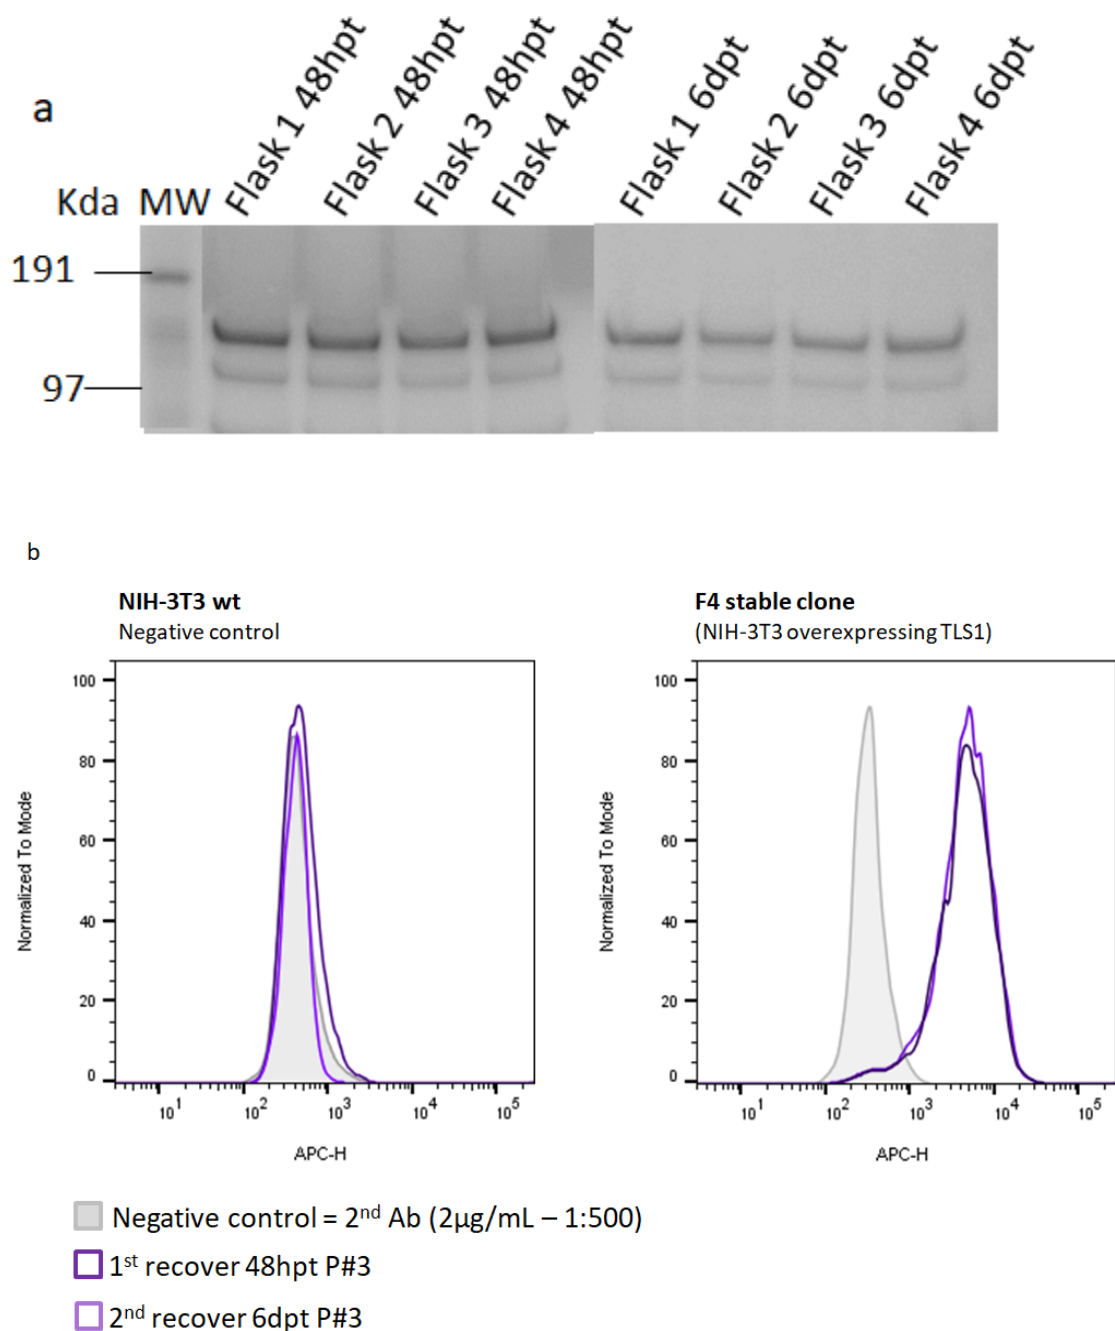 a
Flask 1 48hpt
Flask 2 48hpt
Flask 3 48hpt
Flask 4 48hpt
Flask 1 6dpt
Flask 2 6dpt
Flask 3 6dpt
Flask 4 6dpt
Kda MW
191
97
b
NIH-3T3 wt
Negative control
100
80
60
40
20
0
Normalized To Mode
10¹ 10² 10³ 10⁴ 10⁵
APC-H
F4 stable clone
(NIH-3T3 overexpressing TLS1)
100
80
60
40
20
0
Normalized To Mode
10¹ 10² 10³ 10⁴ 10⁵
APC-H
Negative control = 2ⁿᵈ Ab (2µg/mL – 1:500)
1ˢᵗ recover 48hpt P#3
2ⁿᵈ recover 6dpt P#3